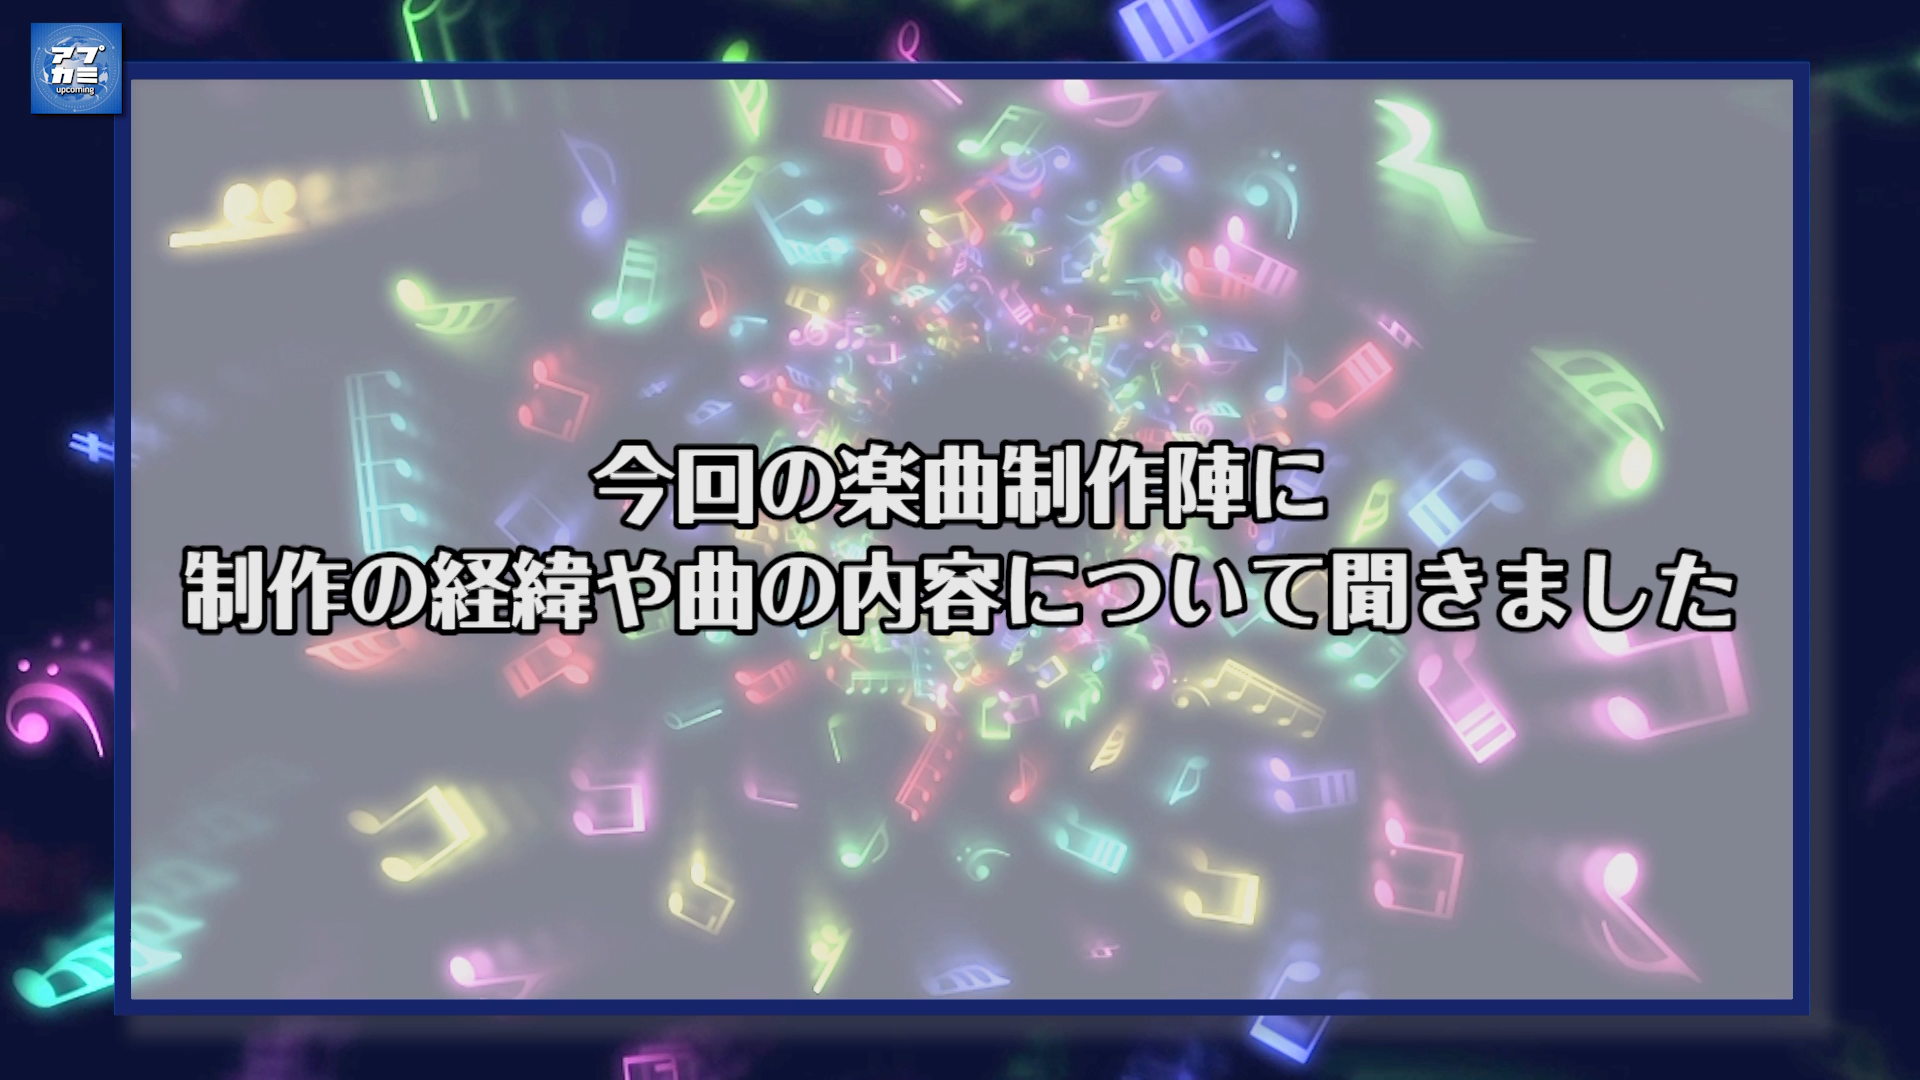 アプ
カミ
upcoming
今回の楽曲制作陣に
制作の経緯や曲の内容について聞きました